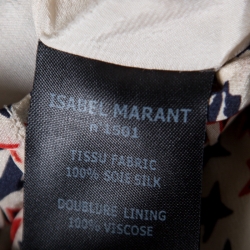 ISABEL MARANT
n°1501
TISSU FABRIC
100% SOIE SILK
DOUBLURE LINING
100% VISCOSE